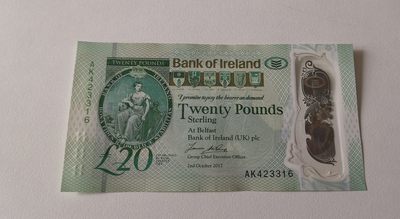 TWENTY POUNDS
Bank of Ireland
AK423316
I promise to pay the bearer on demand
Twenty Pounds
Sterling
At Belfast
Bank of Ireland (UK) plc
Group Chief Executive Officer
2nd October 2017
£20
AK423316